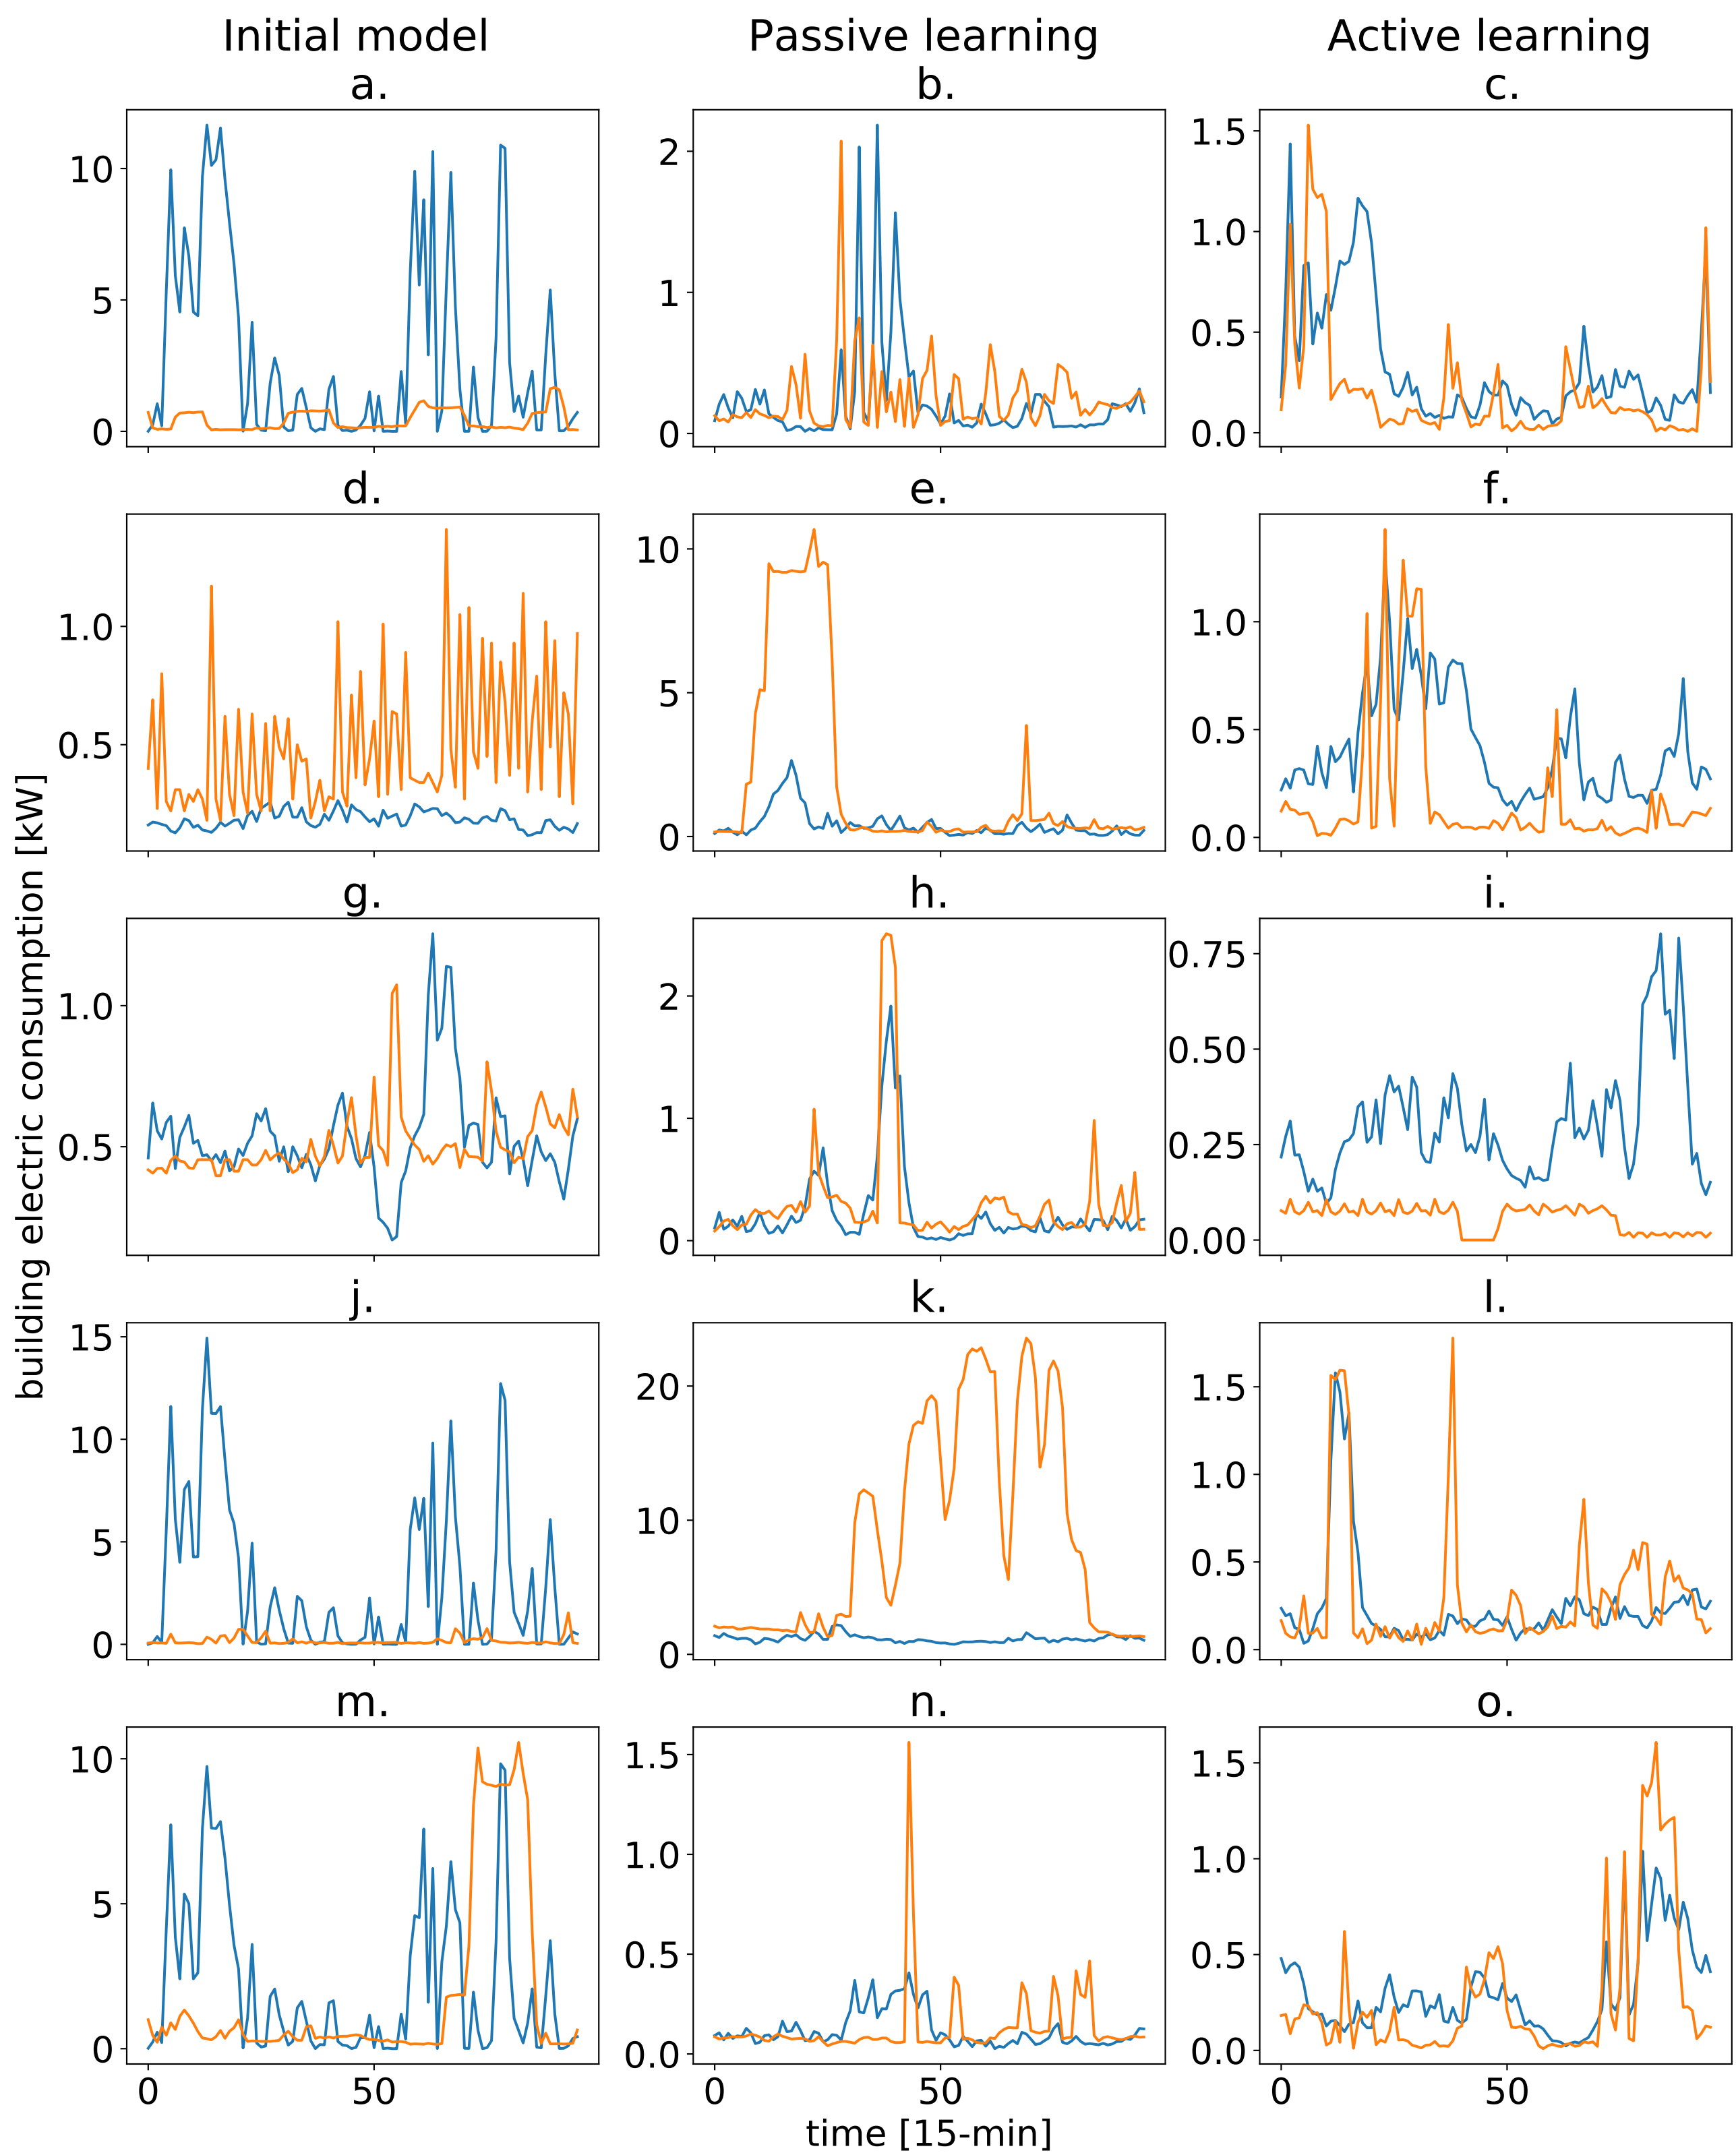 Initial model
Passive learning
Active learning
a.
b.
c.
10
5
0
2
1
0
1.5
1.0
0.5
0.0
d.
e.
f.
1.0
0.5
10
5
0
1.0
0.5
0.0
building electric consumption [kW]
g.
h.
i.
1.0
0.5
2
1
0
0.75
0.50
0.25
0.00
j.
k.
l.
15
10
5
0
20
10
0
1.5
1.0
0.5
0.0
m.
n.
o.
10
5
0
1.5
1.0
0.5
0.0
1.5
1.0
0.5
0.0
0 50
0 50
0 50
time [15-min]